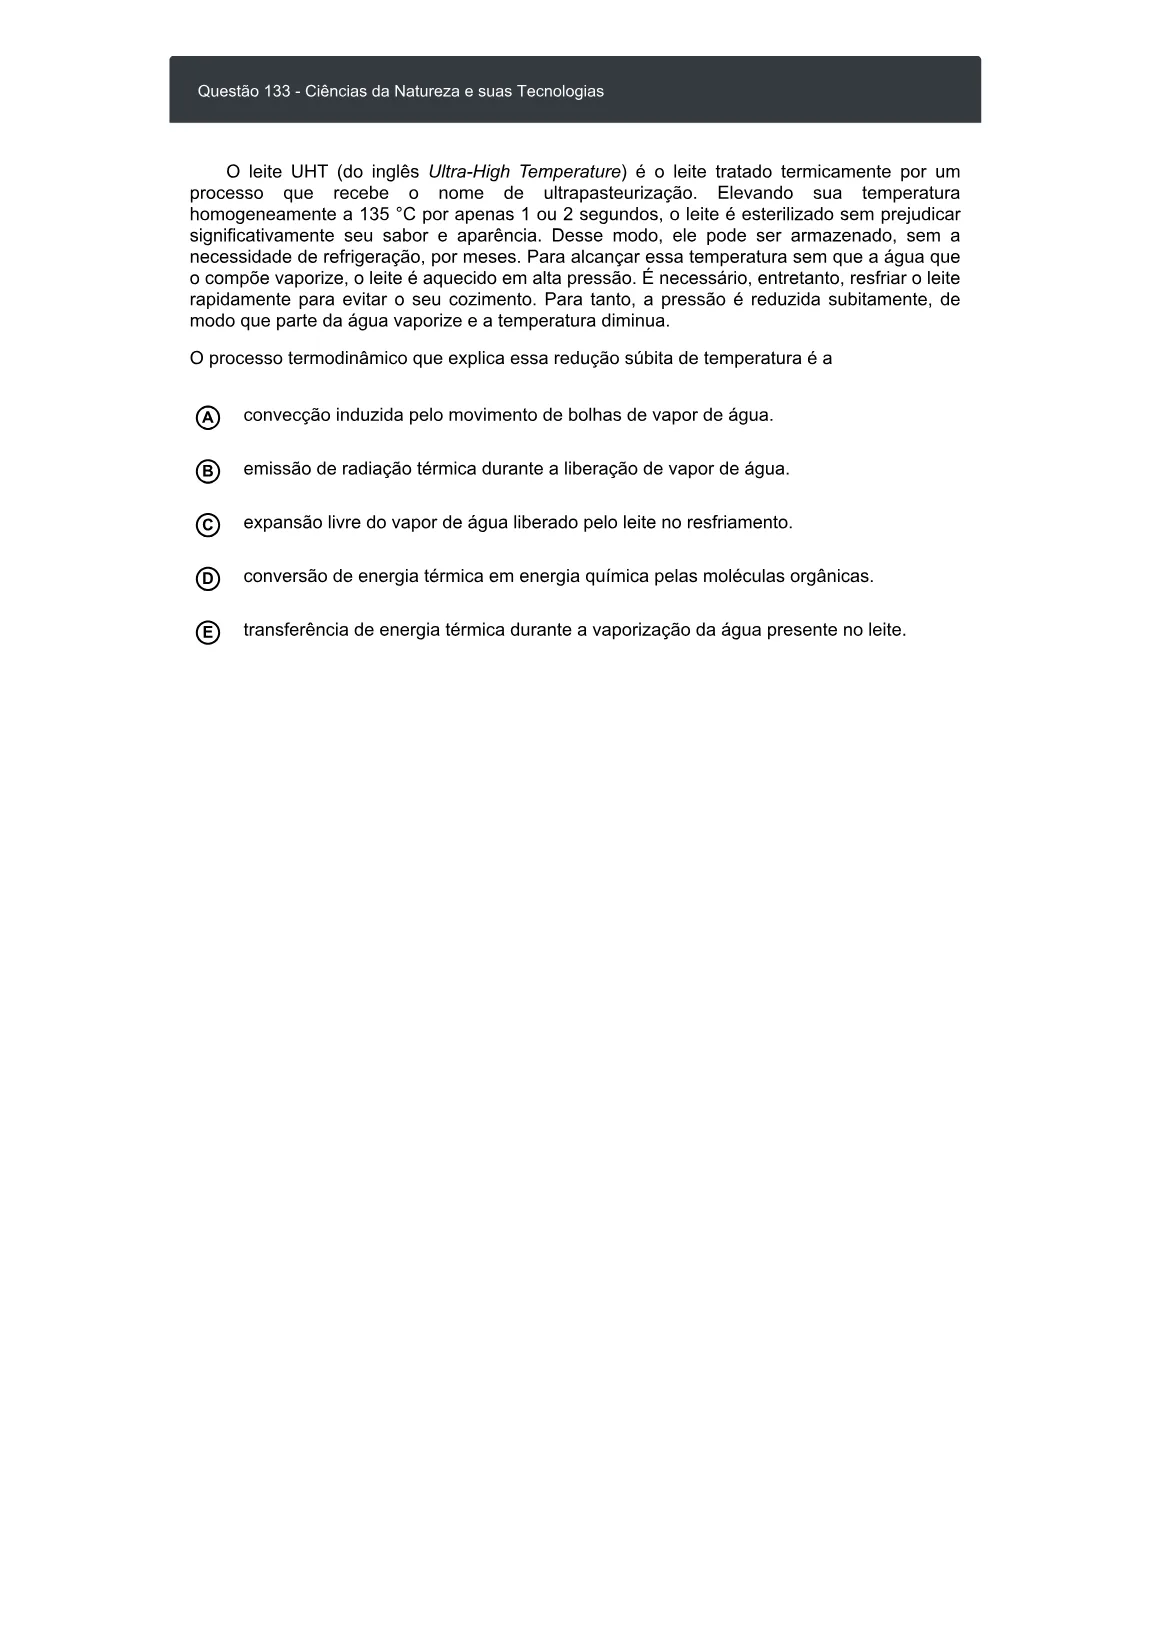 Questão 133 - Ciências da Natureza e suas Tecnologias
O leite UHT (do inglês Ultra-High Temperature) é o leite tratado termicamente por um
processo que recebe o nome de ultrapasteurização. Elevando sua temperatura
homogeneamente a 135 °C por apenas 1 ou 2 segundos, o leite é esterilizado sem prejudicar
significativamente seu sabor e aparência. Desse modo, ele pode ser armazenado, sem a
necessidade de refrigeração, por meses. Para alcançar essa temperatura sem que a água que
o compõe vaporize, o leite é aquecido em alta pressão. É necessário, entretanto, resfriar o leite
rapidamente para evitar o seu cozimento. Para tanto, a pressão é reduzida subitamente, de
modo que parte da água vaporize e a temperatura diminua.
O processo termodinâmico que explica essa redução súbita de temperatura é a
A convecção induzida pelo movimento de bolhas de vapor de água.
B emissão de radiação térmica durante a liberação de vapor de água.
C expansão livre do vapor de água liberado pelo leite no resfriamento.
D conversão de energia térmica em energia química pelas moléculas orgânicas.
E transferência de energia térmica durante a vaporização da água presente no leite.